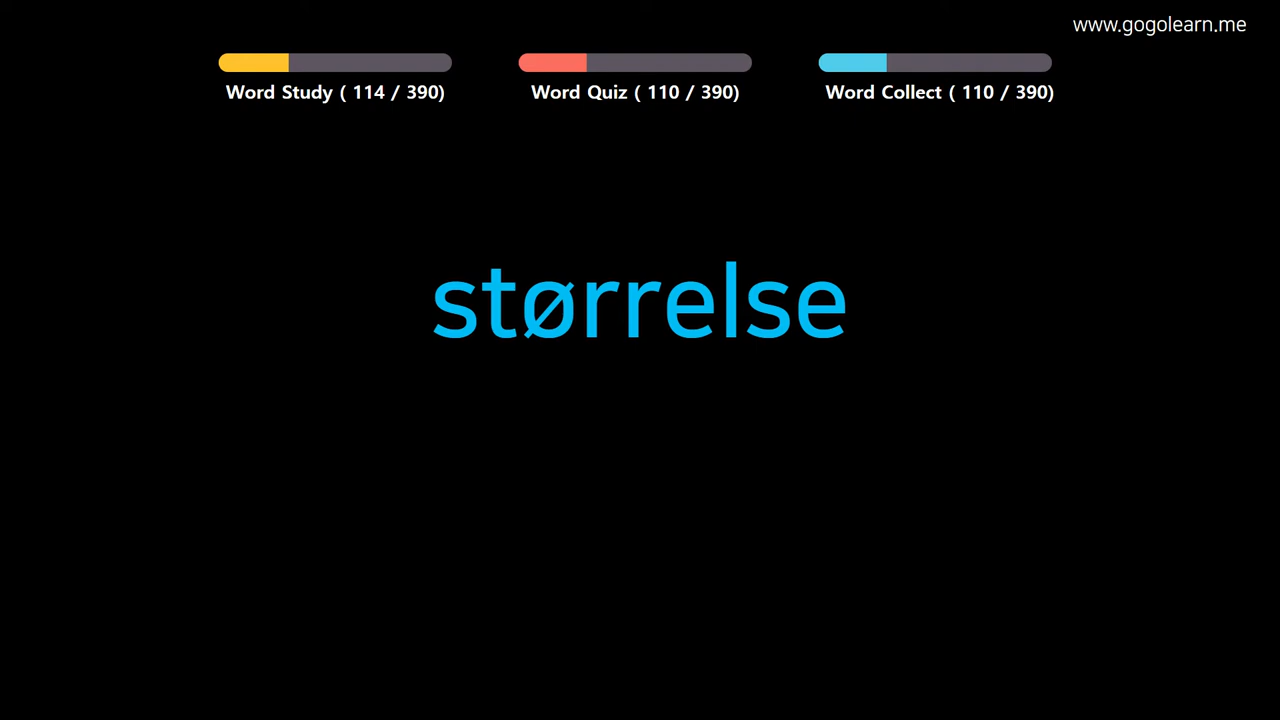 www.gogolearn.me
Word Study ( 114 / 390)
Word Quiz ( 110 / 390)
Word Collect ( 110 / 390)
størrelse